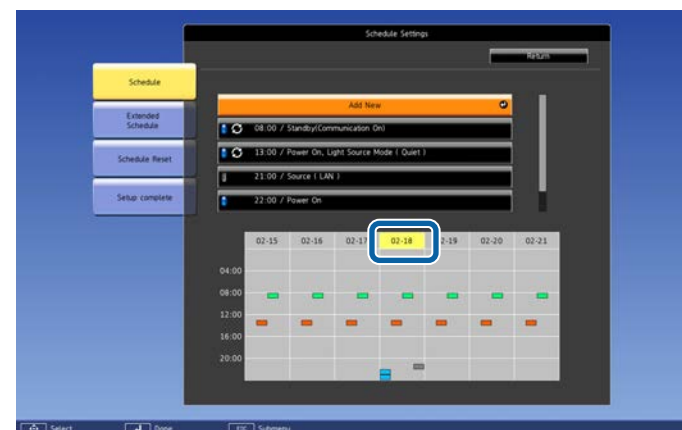 Schedule Settings
Return
Schedule
Extended
Schedule
Schedule Reset
Setup complete
Add New
08:00 / Standby(Communication On)
13:00 / Power On, Light Source Mode ( Quiet )
21:00 / Source ( LAN )
22:00 / Power On
02-15 02-16 02-17 02-18 2-19 02-20 02-21
04:00
08:00
12:00
16:00
20:00
Select Done ESC Submenu